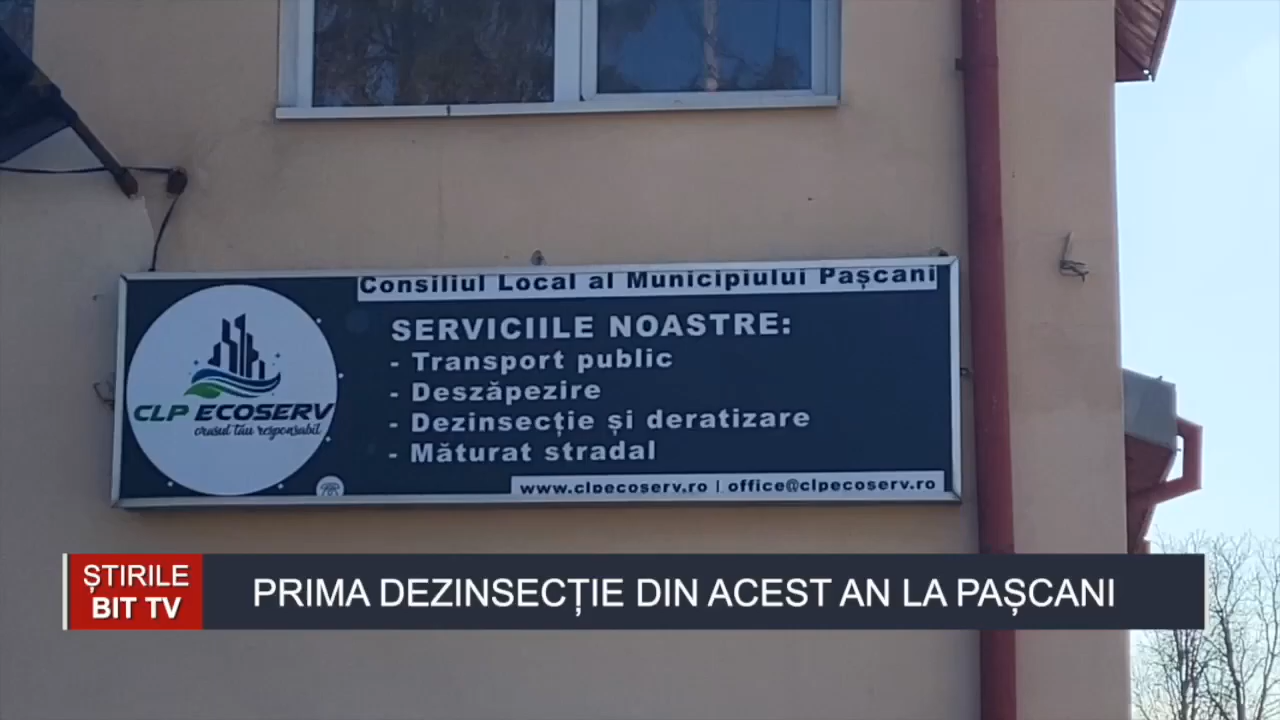 Consiliul Local al Municipiului Pașcani
SERVICIILE NOASTRE:
- Transport public
- Deszăpezire
- Dezinsecție și deratizare
- Măturat stradal
CLP ECOSERV
orașul tău responsabil
www.clpecoserv.ro | office@clpecoserv.ro
ȘTIRILE
BIT TV
PRIMA DEZINSECȚIE DIN ACEST AN LA PAȘCANI